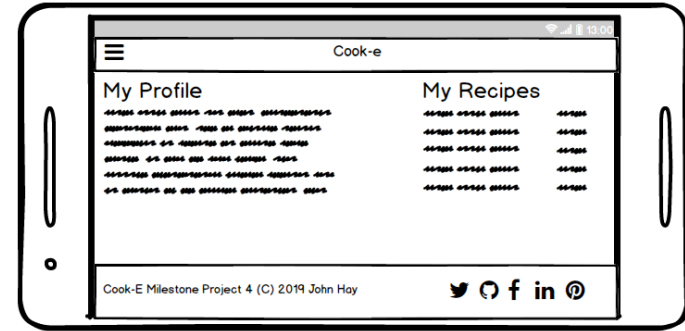 13:00
Cook-e
My Profile
My Recipes
Cook-E Milestone Project 4 (C) 2019 John Hay